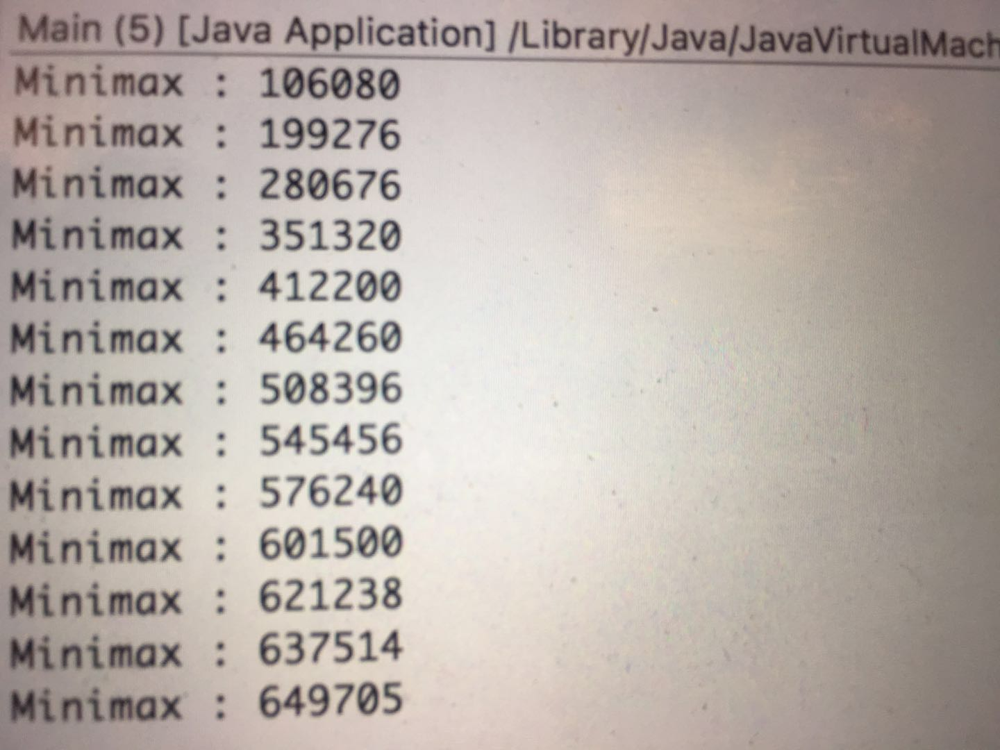 Main (5) [Java Application] /Library/Java/JavaVirtualMach
Minimax : 106080
Minimax : 199276
Minimax : 280676
Minimax : 351320
Minimax : 412200
Minimax : 464260
Minimax : 508396
Minimax : 545456
Minimax : 576240
Minimax : 601500
Minimax : 621238
Minimax : 637514
Minimax : 649705